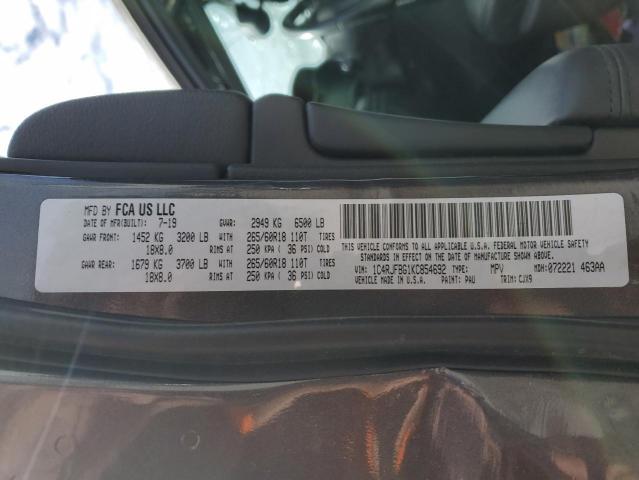 MFD BY FCA US LLC
DATE OF MFR(BUILT): 7-19 GVWR: 2949 KG 6500 LB
GAWR FRONT: 1452 KG 3200 LB WITH 265/60R18 110T TIRES
18X8.0 RIMS AT 250 KPA ( 36 PSI) COLD
GAWR REAR: 1679 KG 3700 LB WITH 265/60R18 110T TIRES
18X8.0 RIMS AT 250 KPA ( 36 PSI) COLD
THIS VEHICLE CONFORMS TO ALL APPLICABLE U.S.A. FEDERAL MOTOR VEHICLE SAFETY
STANDARDS IN EFFECT ON THE DATE OF MANUFACTURE SHOWN ABOVE.
VIN: 1C4RJFBG1KC854692 TYPE: MPV MDH: 072221 463AA
VEHICLE MADE IN U.S.A. PAINT: PAU TRIM: CJX9